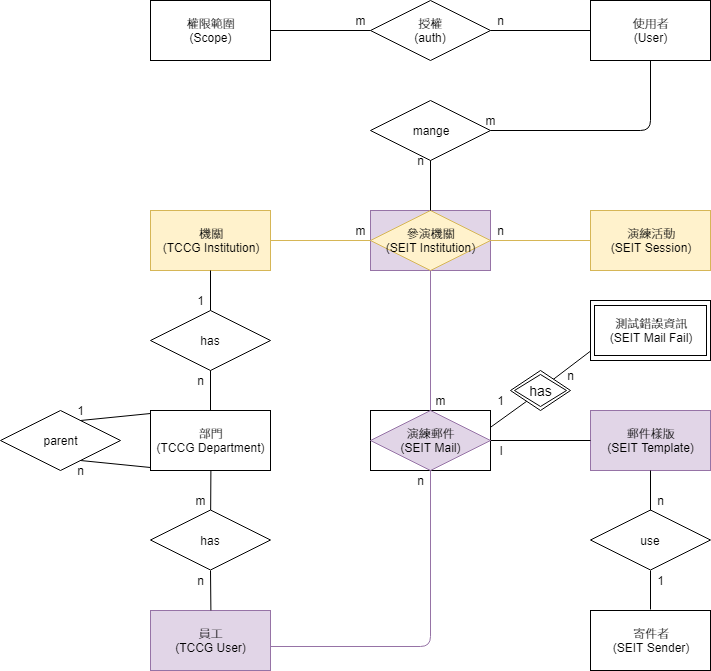 權限範圍
(Scope)
m
授權
(auth)
n
使用者
(User)
mange
m
n
機關
(TCCG Institution)
m
參演機關
(SEIT Institution)
n
演練活動
(SEIT Session)
1
has
n
測試錯誤資訊
(SEIT Mail Fail)
n
has
1
1
parent
n
部門
(TCCG Department)
m
演練郵件
(SEIT Mail)
l
郵件樣版
(SEIT Template)
n
m
has
n
n
use
1
員工
(TCCG User)
寄件者
(SEIT Sender)